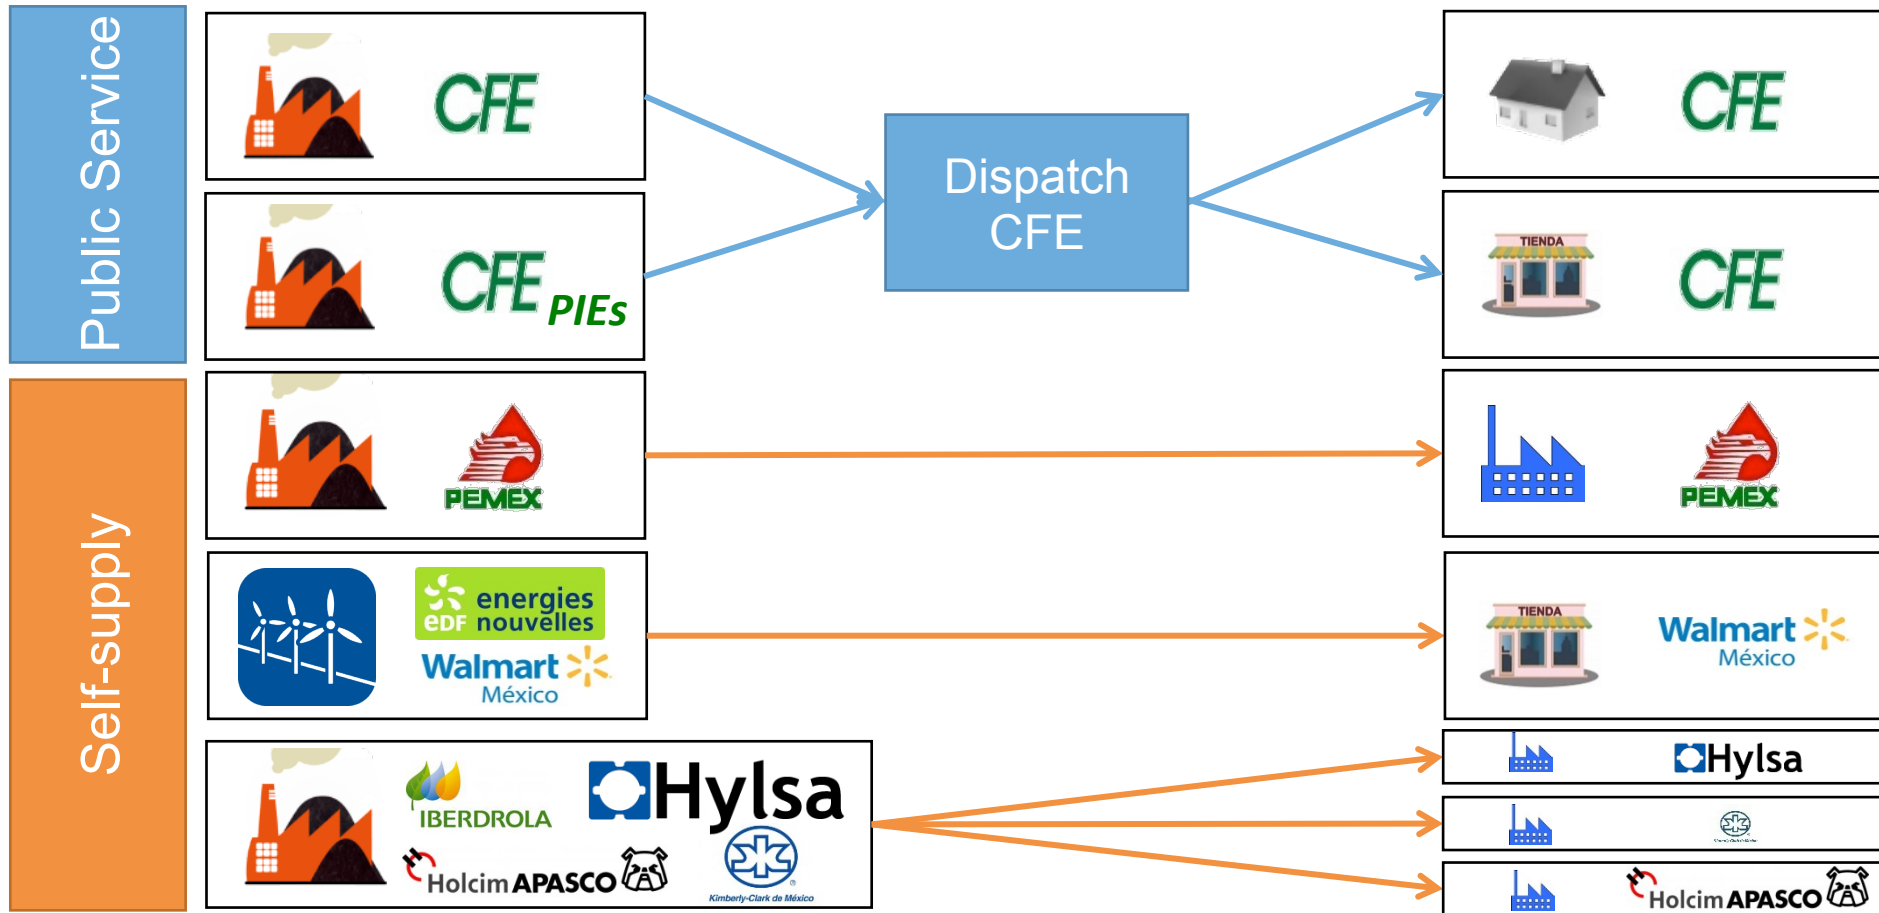 Public Service
CFE
CFE
PIEs
Dispatch
CFE
CFE
TIENDA
CFE
Self-supply
PEMEX
PEMEX
eDF energies
nouvelles
Walmart
México
TIENDA
Walmart
México
IBERDROLA
Hylsa
Holcim APASCO
Kimberly-Clark de México
Hylsa
Holcim APASCO